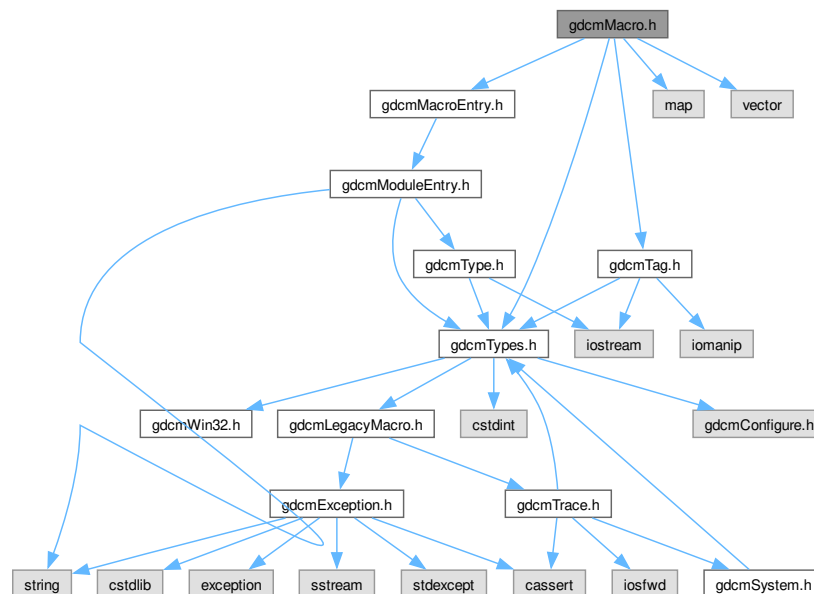 gdcmMacro.h
gdcmMacroEntry.h
map
vector
gdcmModuleEntry.h
gdcmType.h
gdcmTag.h
gdcmTypes.h
iostream
iomanip
gdcmWin32.h
gdcmLegacyMacro.h
cstdint
gdcmConfigure.h
gdcmException.h
gdcmTrace.h
string
cstdlib
exception
sstream
stdexcept
cassert
iosfwd
gdcmSystem.h